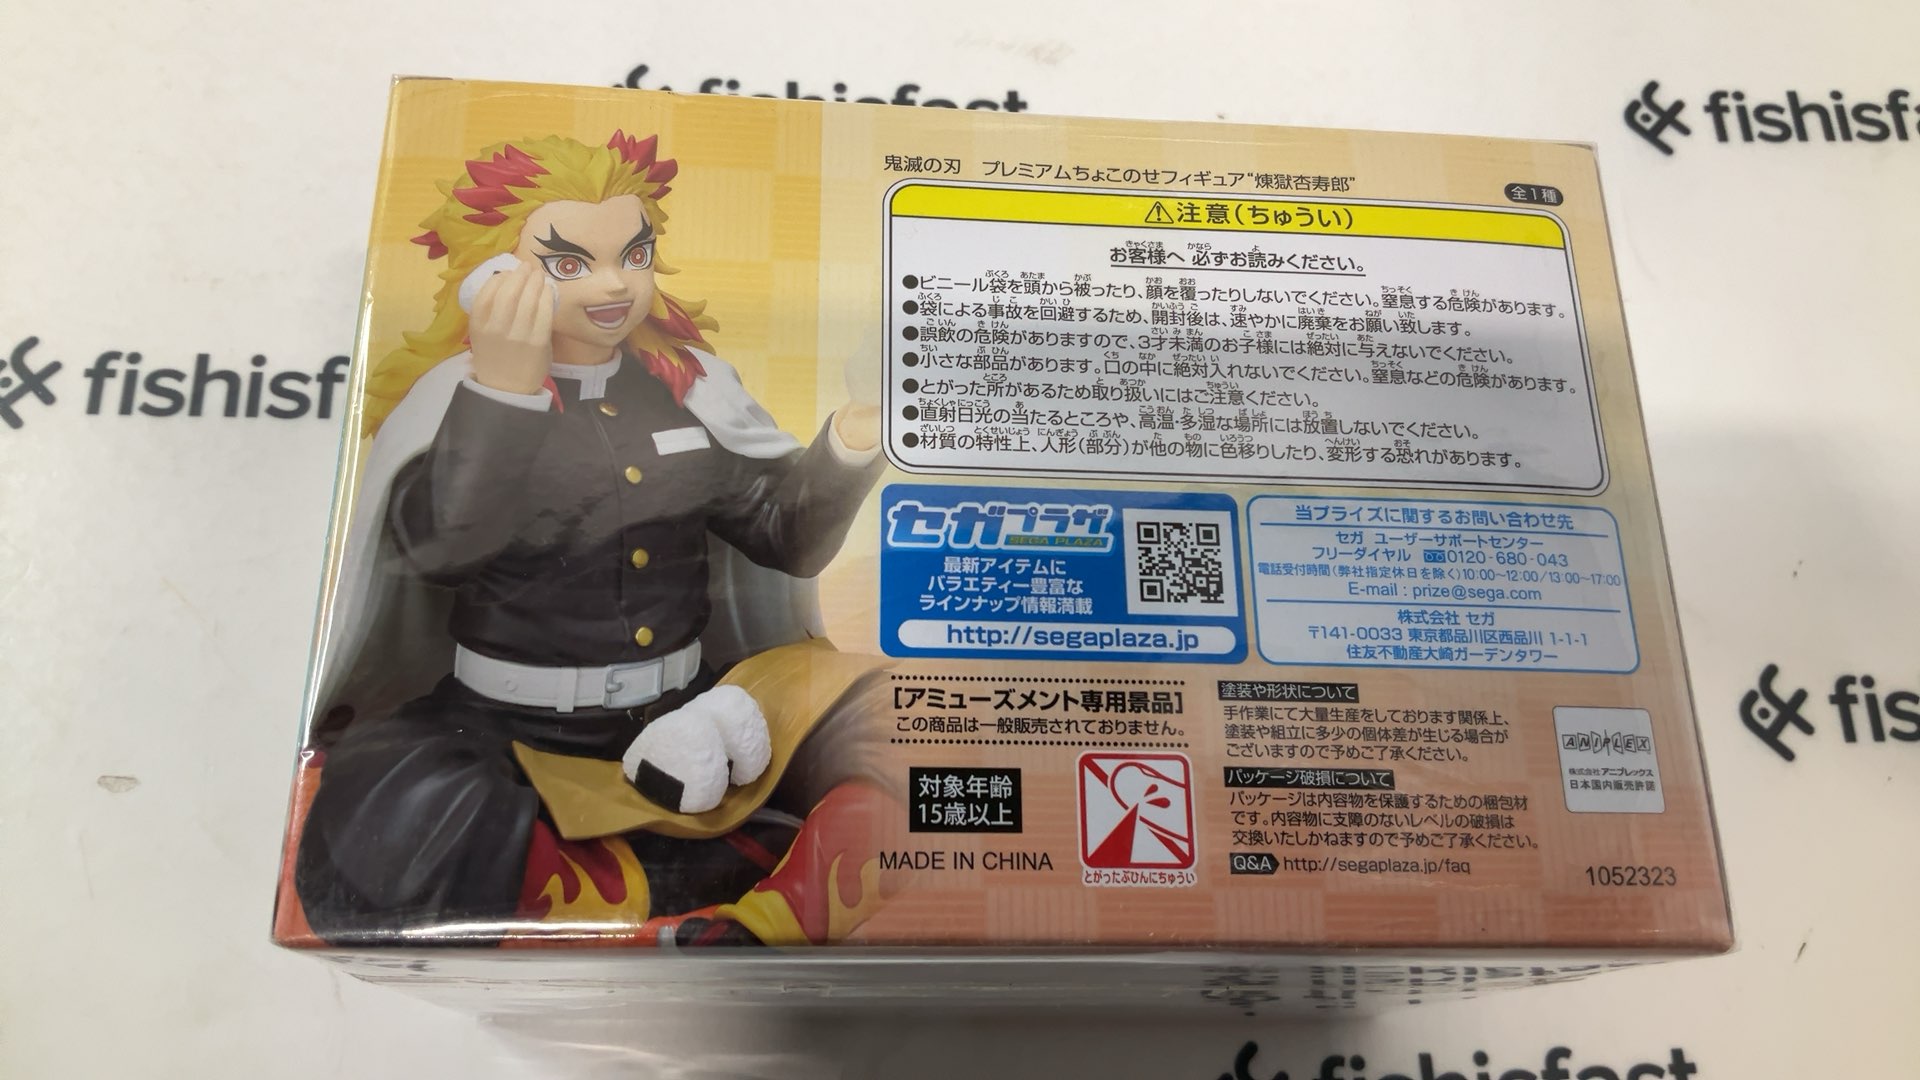 fishisfast
fishisfa
fishisf
fis
fishisfast
鬼滅の刃　プレミアムちょこのせフィギュア“煉獄杏寿郎”
全1種
⚠注意(ちゅうい)
お客様へ 必ずお読みください。
●ビニール袋を頭から被ったり、顔を覆ったりしないでください。窒息する危険があります。
●袋による事故を回避するため、開封後は、速やかに廃棄をお願い致します。
●誤飲の危険がありますので、3才未満のお子様には絶対に与えないでください。
●小さな部品があります。口の中に絶対入れないでください。窒息などの危険があります。
●とがった所があるため取り扱いにはご注意ください。
●直射日光の当たるところや、高温・多湿な場所には放置しないでください。
●材質の特性上、人形(部分)が他の物に色移りしたり、変形する恐れがあります。
セガプラザ
SEGA PLAZA
最新アイテムに
バラエティー豊富な
ラインナップ情報満載
http://segaplaza.jp
当プライズに関するお問い合わせ先
セガ ユーザーサポートセンター
フリーダイヤル 0120-680-043
電話受付時間(弊社指定休日を除く)10:00~12:00/13:00~17:00
E-mail : prize@sega.com
株式会社 セガ
〒141-0033 東京都品川区西品川 1-1-1
住友不動産大崎ガーデンタワー
[アミューズメント専用景品]
この商品は一般販売されておりません。
対象年齢
15歳以上
MADE IN CHINA
とがったぶひんにちゅうい
塗装や形状について
手作業にて大量生産をしております関係上、
塗装や組立に多少の個体差が生じる場合が
ございますので予めご了承ください。
パッケージ破損について
パッケージは内容物を保護するための梱包材
です。内容物に支障のないレベルの破損は
交換いたしかねますので予めご了承ください。
Q&A http://segaplaza.jp/faq
ANIPLEX
株式会社アニプレックス
日本国内販売許諾
1052323